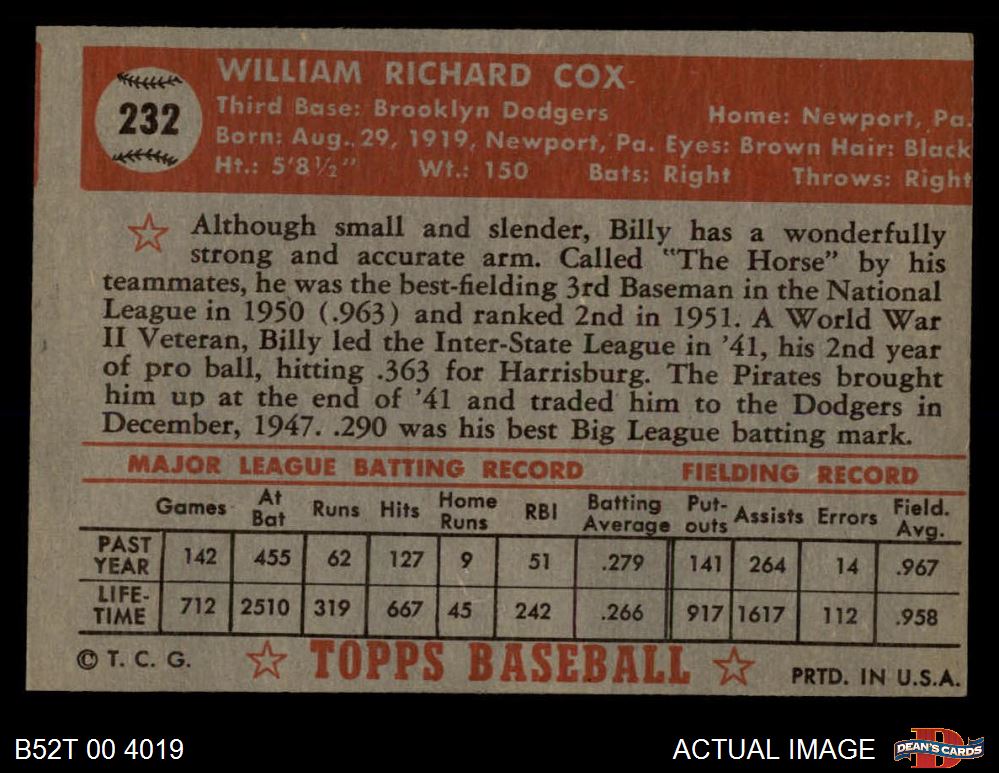 232
WILLIAM RICHARD COX
Third Base: Brooklyn Dodgers Home: Newport, Pa.
Born: Aug. 29, 1919, Newport, Pa. Eyes: Brown Hair: Black
Ht.: 5'8½" Wt.: 150 Bats: Right Throws: Right
Although small and slender, Billy has a wonderfully
strong and accurate arm. Called "The Horse" by his
teammates, he was the best-fielding 3rd Baseman in the National
League in 1950 (.963) and ranked 2nd in 1951. A World War
II Veteran, Billy led the Inter-State League in '41, his 2nd year
of pro ball, hitting .363 for Harrisburg. The Pirates brought
him up at the end of '41 and traded him to the Dodgers in
December, 1947. .290 was his best Big League batting mark.
MAJOR LEAGUE BATTING RECORD FIELDING RECORD
Games At Bat Runs Hits Home Runs RBI Batting Average Put-outs Assists Errors Field. Avg.
PAST YEAR 142 455 62 127 9 51 .279 141 264 14 .967
LIFE-TIME 712 2510 319 667 45 242 .266 917 1617 112 .958
© T. C. G. TOPPS BASEBALL PRTD. IN U.S.A.
B52T 00 4019 ACTUAL IMAGE DEAN'S CARDS